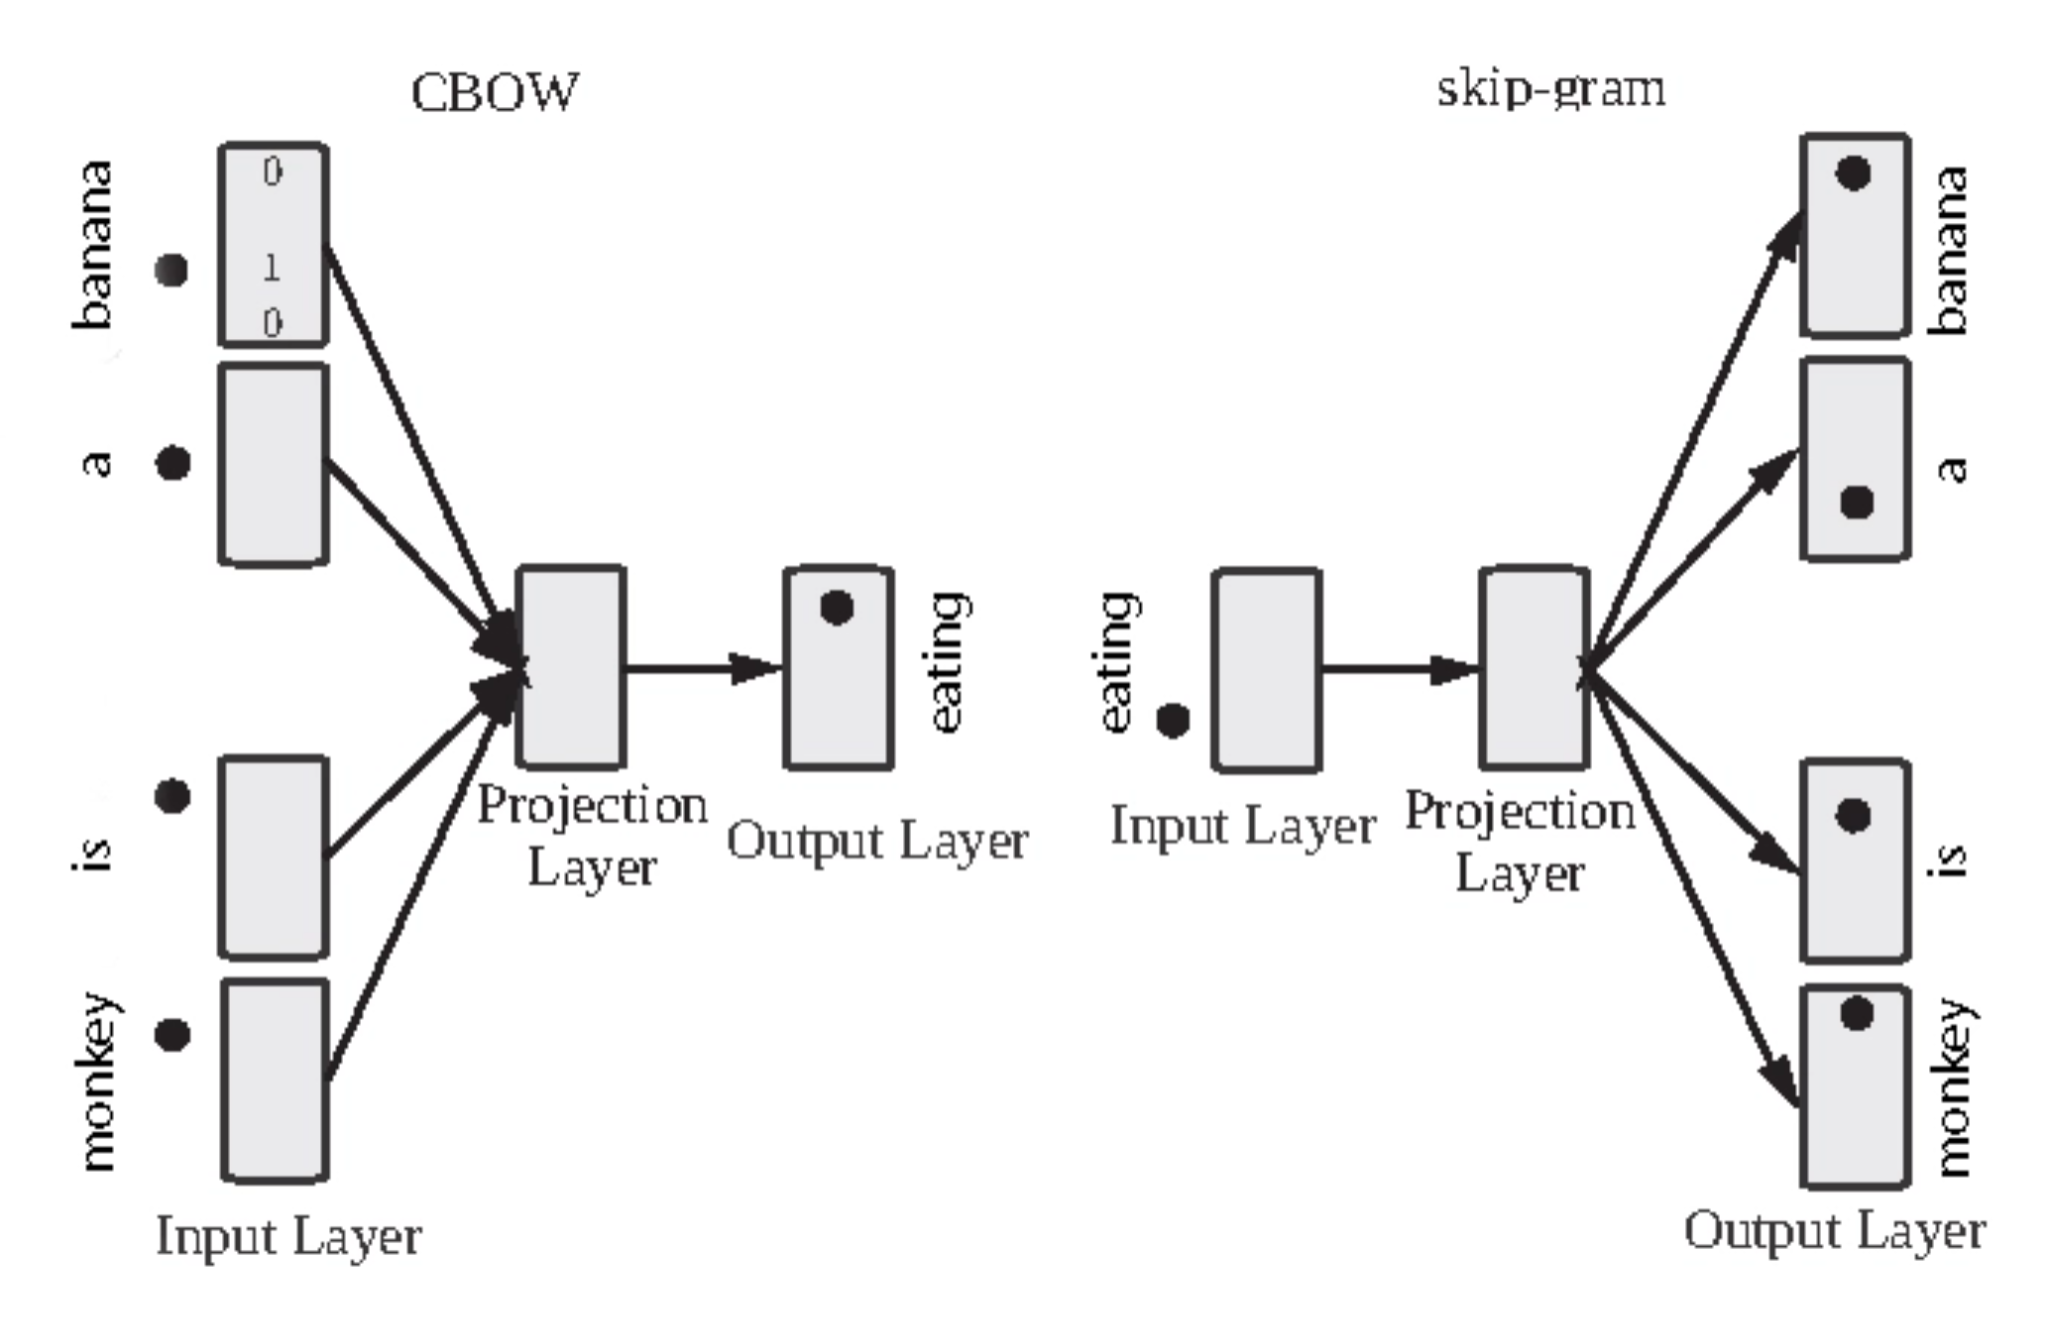 CBOW
banana
0
1
0
a
is
monkey
Input Layer
Projection
Layer
Output Layer
eating
skip-gram
eating
Input Layer
Projection
Layer
banana
a
is
monkey
Output Layer